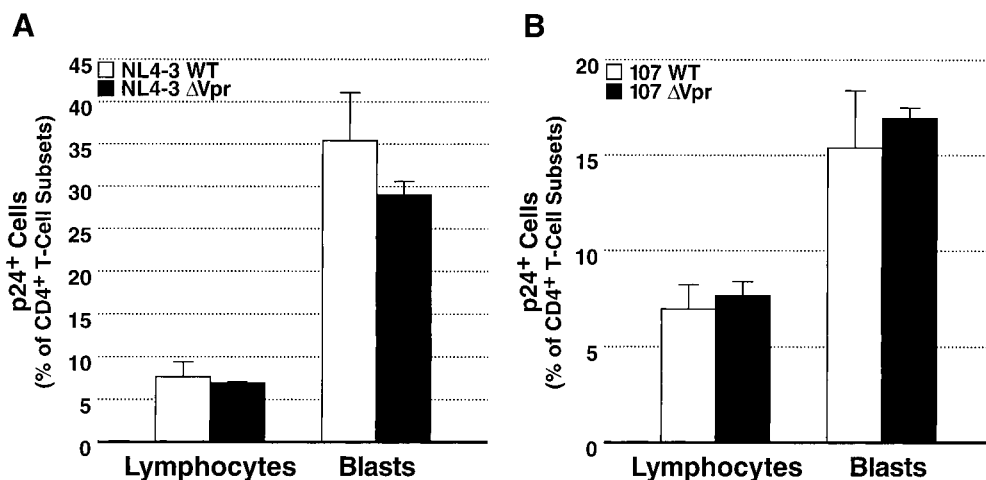 A
NL4-3 WT
NL4-3 ΔVpr
45
40
35
30
25
20
15
10
5
0
p24+ Cells
(% of CD4+ T-Cell Subsets)
Lymphocytes
Blasts
B
107 WT
107 ΔVpr
20
15
10
5
0
p24+ Cells
(% of CD4+ T-Cell Subsets)
Lymphocytes
Blasts